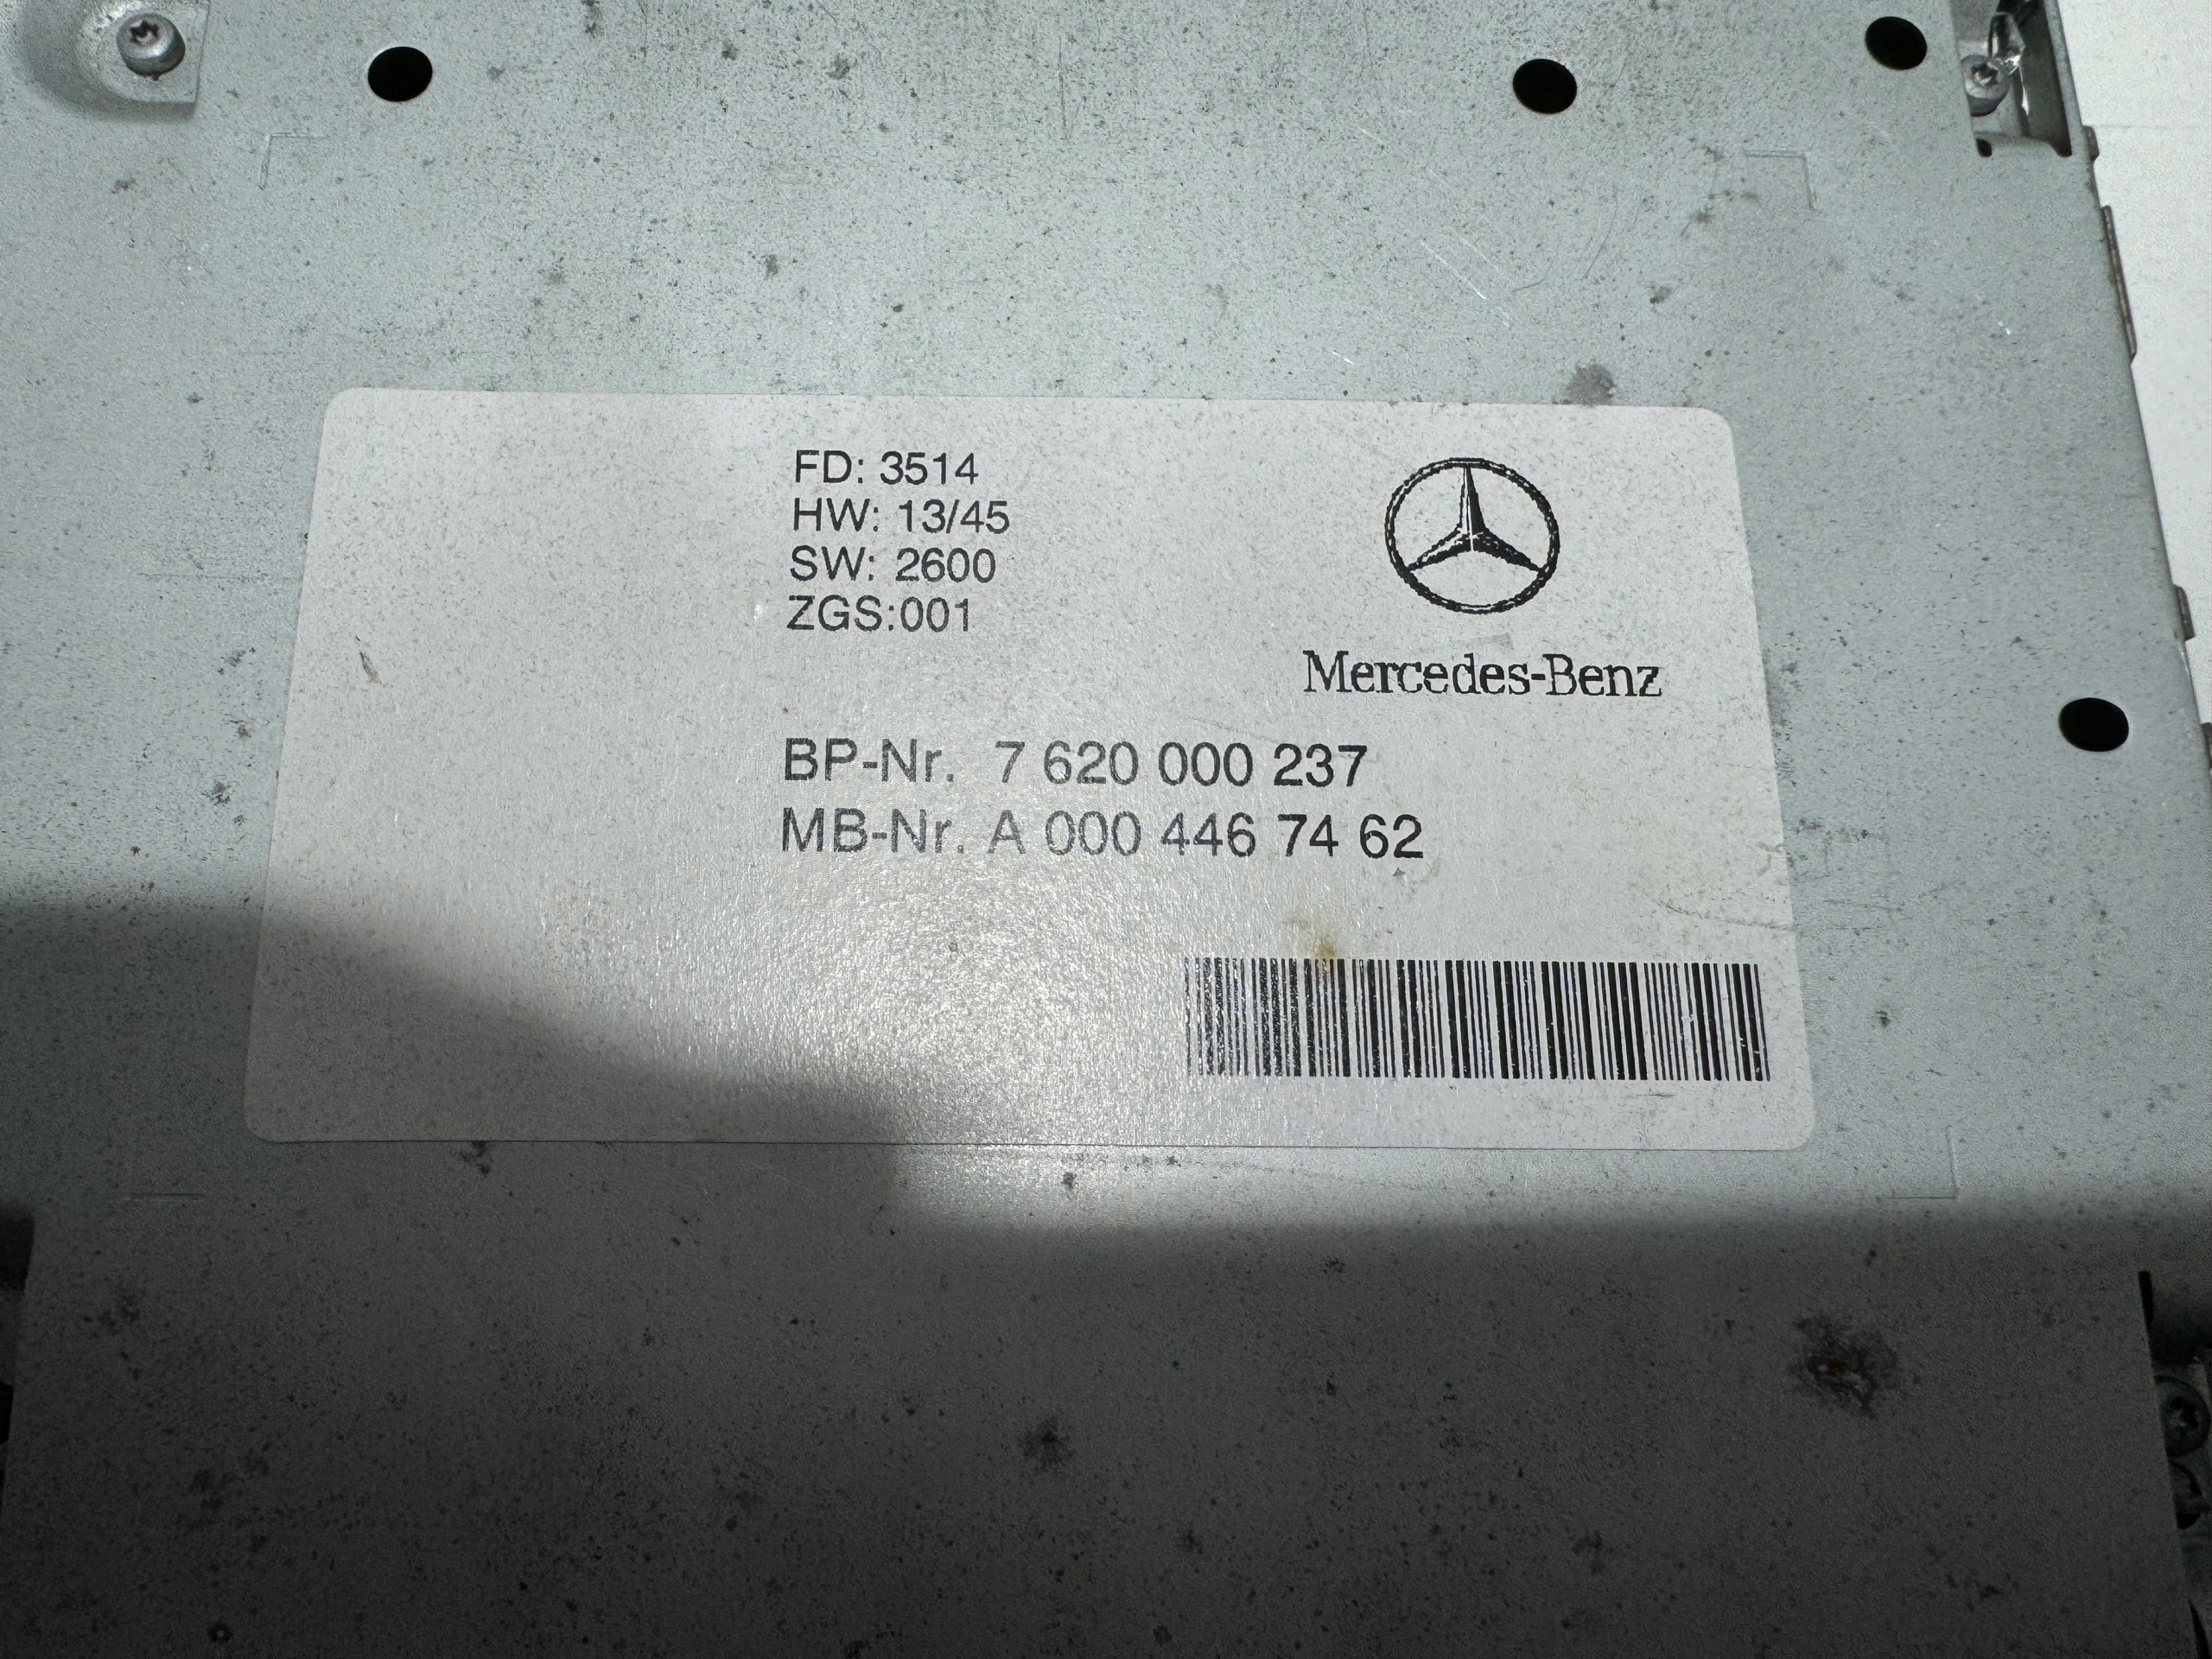 FD: 3514
HW: 13/45
SW: 2600
ZGS:001
Mercedes-Benz
BP-Nr. 7 620 000 237
MB-Nr. A 000 446 74 62